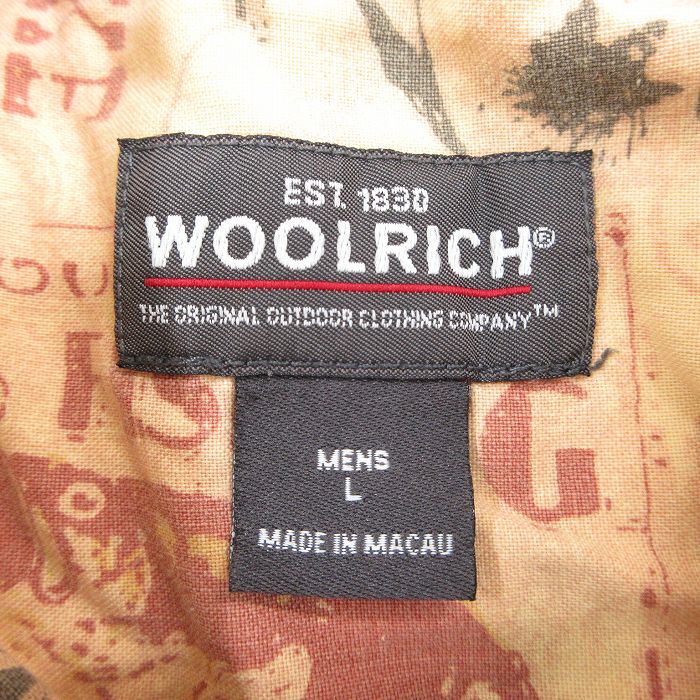 EST. 1830
WOOLRICH®
THE ORIGINAL OUTDOOR CLOTHING COMPANY™
MENS
L
MADE IN MACAU
G